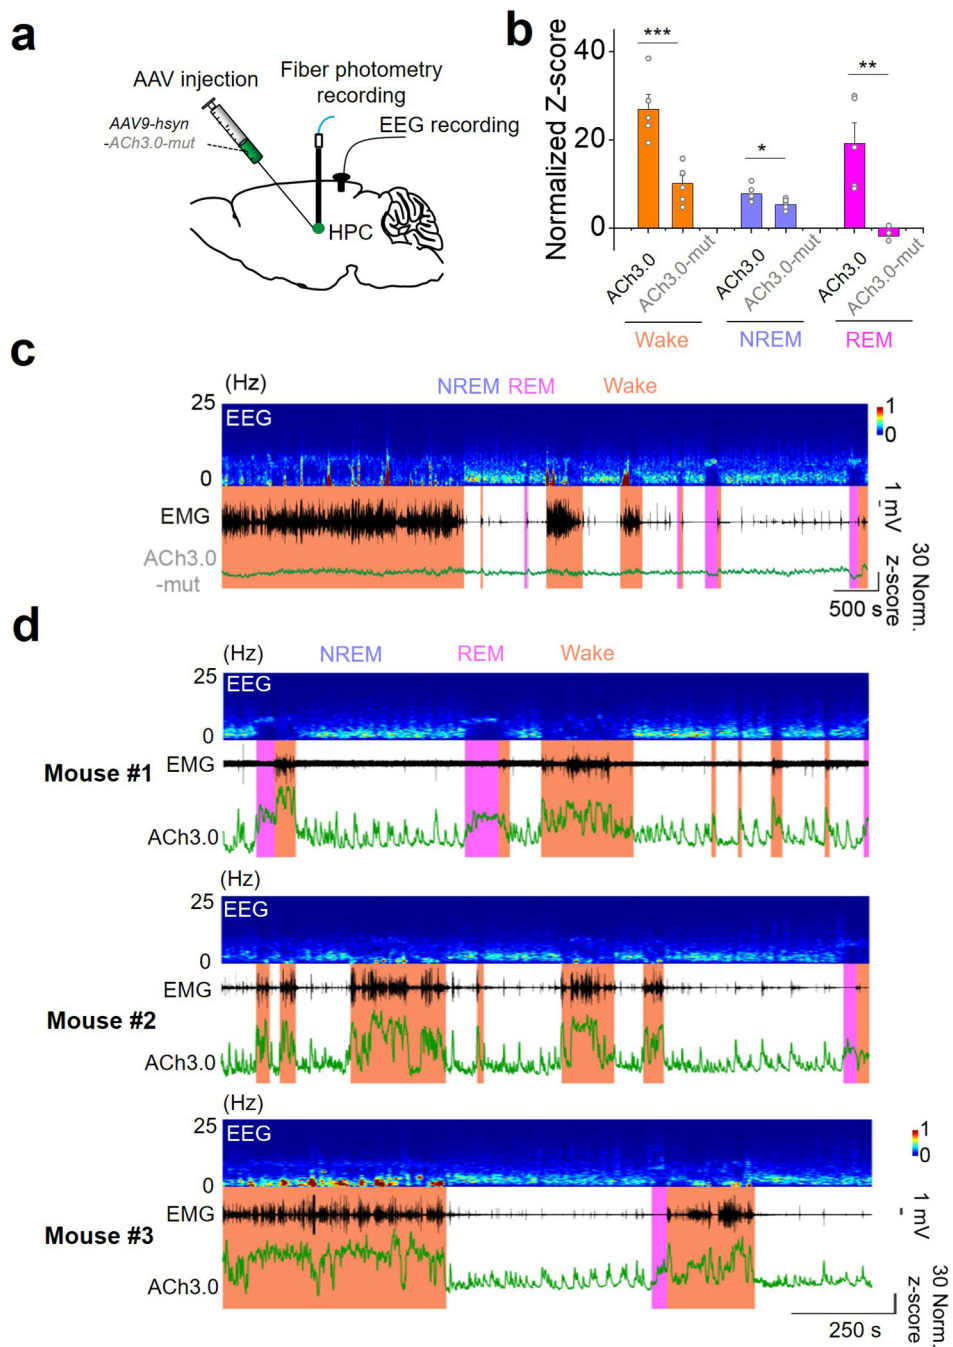 a
AAV injection
AAV9-hsyn
-ACh3.0-mut
Fiber photometry
recording
EEG recording
HPC
b
Normalized Z-score
40
20
0
***
*
**
ACh3.0
ACh3.0-mut
ACh3.0
ACh3.0-mut
ACh3.0
ACh3.0-mut
Wake
NREM
REM
c
(Hz)
NREM
REM
Wake
25
0
EEG
1
0
EMG
1 mV
ACh3.0
-mut
30 Norm.
z-score
500 s
d
(Hz)
NREM
REM
Wake
25
0
EEG
Mouse #1
EMG
ACh3.0
(Hz)
25
0
EEG
Mouse #2
EMG
ACh3.0
(Hz)
25
0
EEG
1
0
Mouse #3
EMG
1 mV
ACh3.0
30 Norm.
z-score
250 s